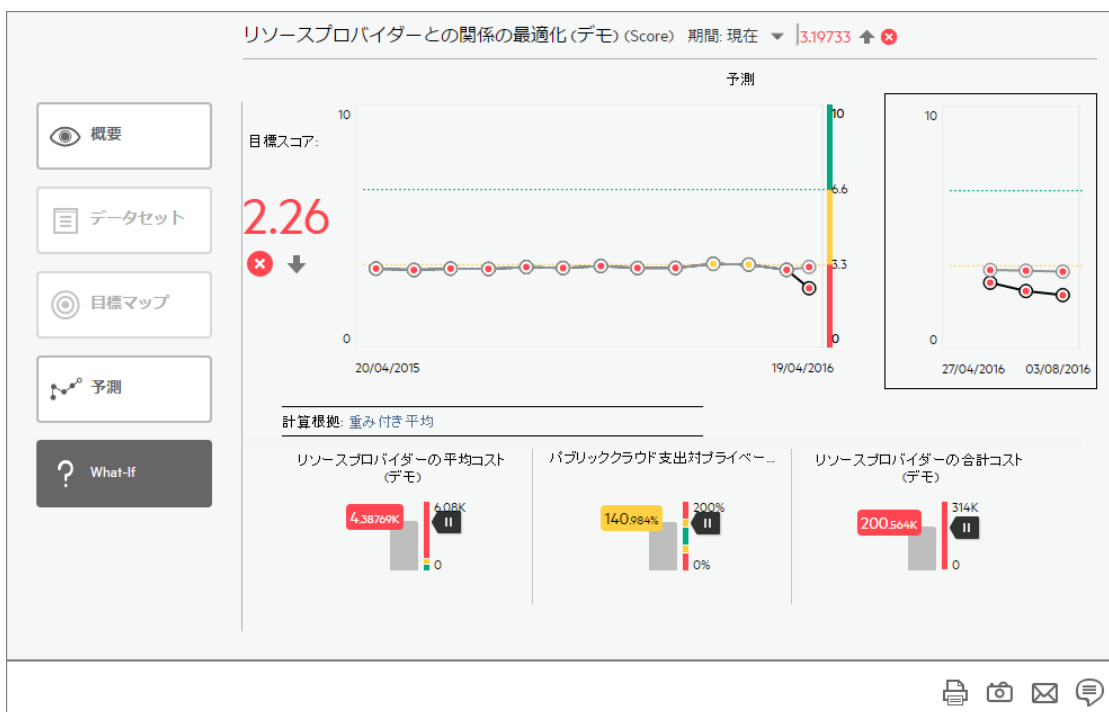 リソースプロバイダーとの関係の最適化(デモ) (Score) 期間: 現在 3.19733
予測
概要
データセット
目標マップ
予測
What-If
目標スコア:
2.26
10
0
20/04/2015
19/04/2016
10
6.6
3.3
0
10
0
27/04/2016
03/08/2016
計算根拠: 重み付き平均
リソースプロバイダーの平均コスト
(デモ)
4.38769K
6.08K
0
パブリッククラウド支出対プライベー...
140.984%
200%
0%
リソースプロバイダーの合計コスト
(デモ)
200.564K
314K
0